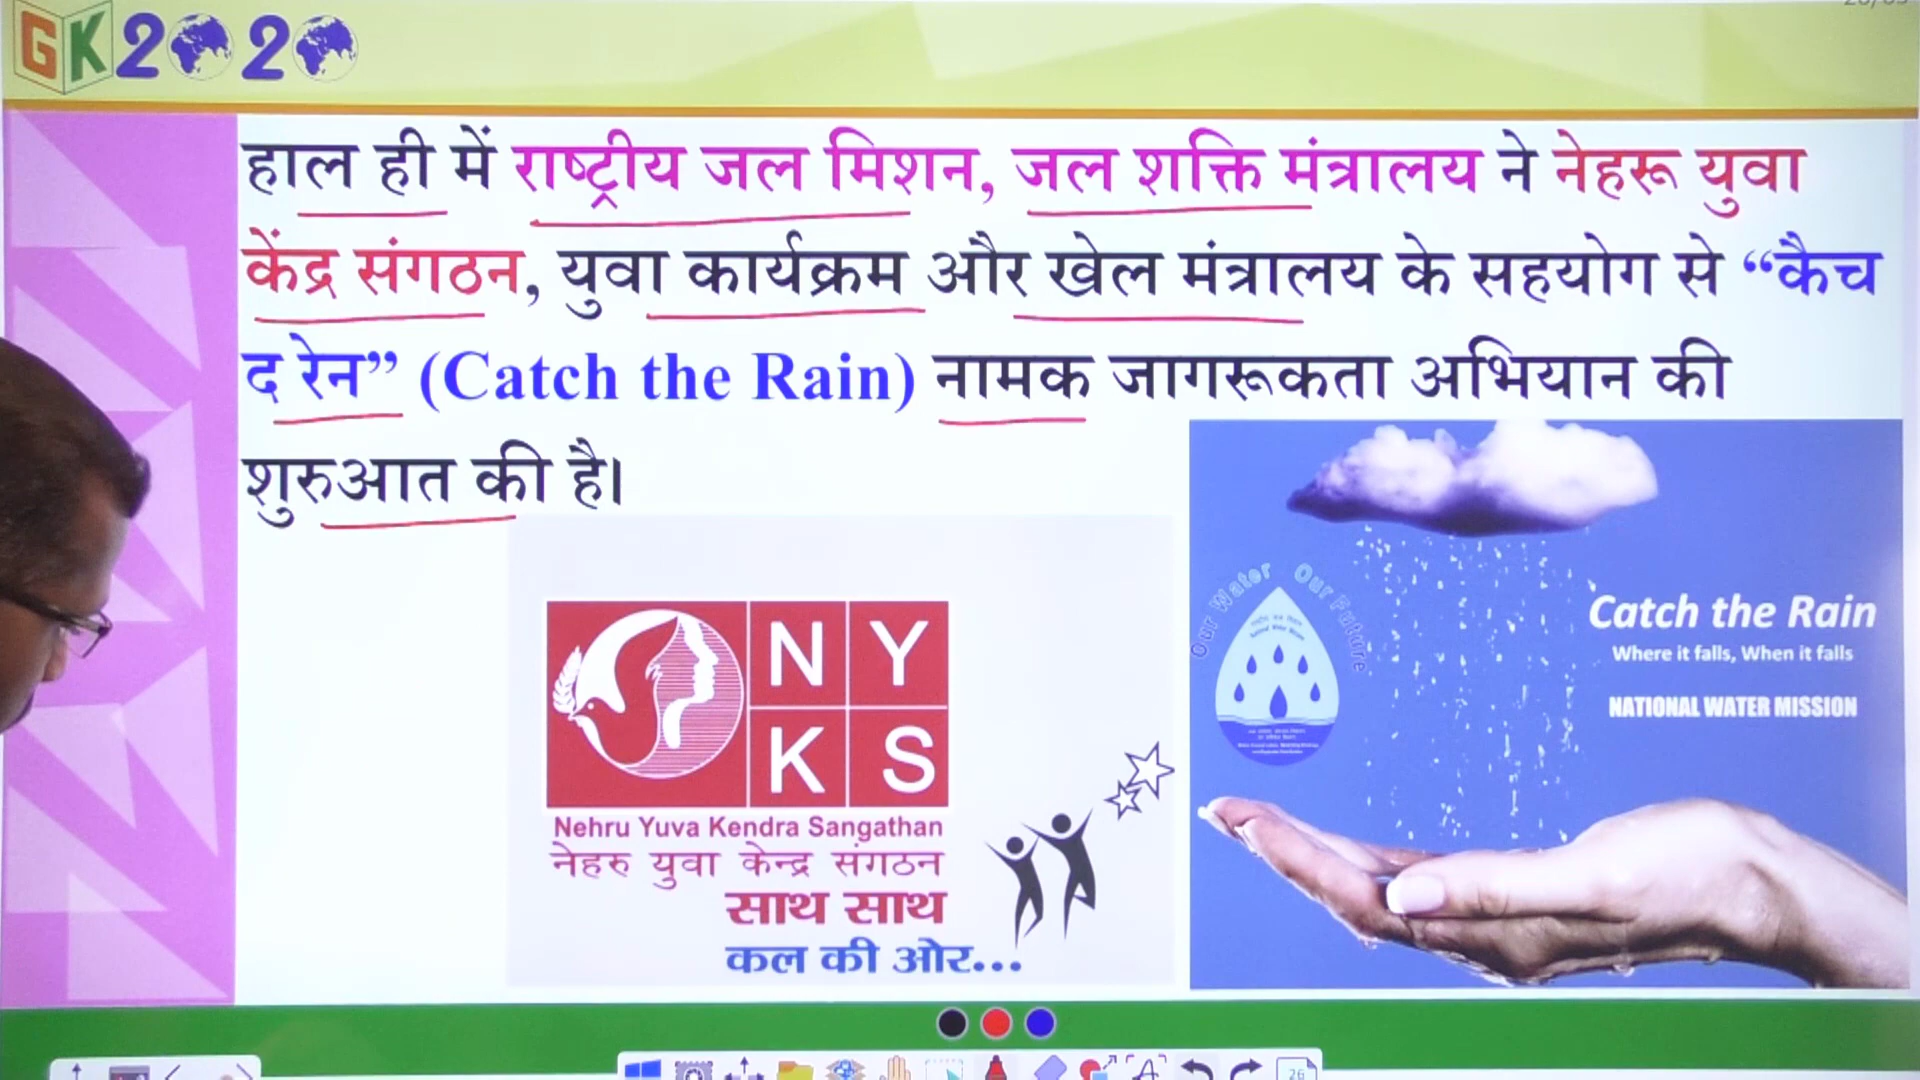 GK2020
हाल ही में राष्ट्रीय जल मिशन, जल शक्ति मंत्रालय ने नेहरू युवा
केंद्र संगठन, युवा कार्यक्रम और खेल मंत्रालय के सहयोग से “कैच
द रेन” (Catch the Rain) नामक जागरूकता अभियान की
शुरुआत की है।
N Y
K S
Nehru Yuva Kendra Sangathan
नेहरु युवा केन्द्र संगठन
साथ साथ
कल की ओर...
Our Water Our Future
Catch the Rain
Where it falls, When it falls
NATIONAL WATER MISSION
26